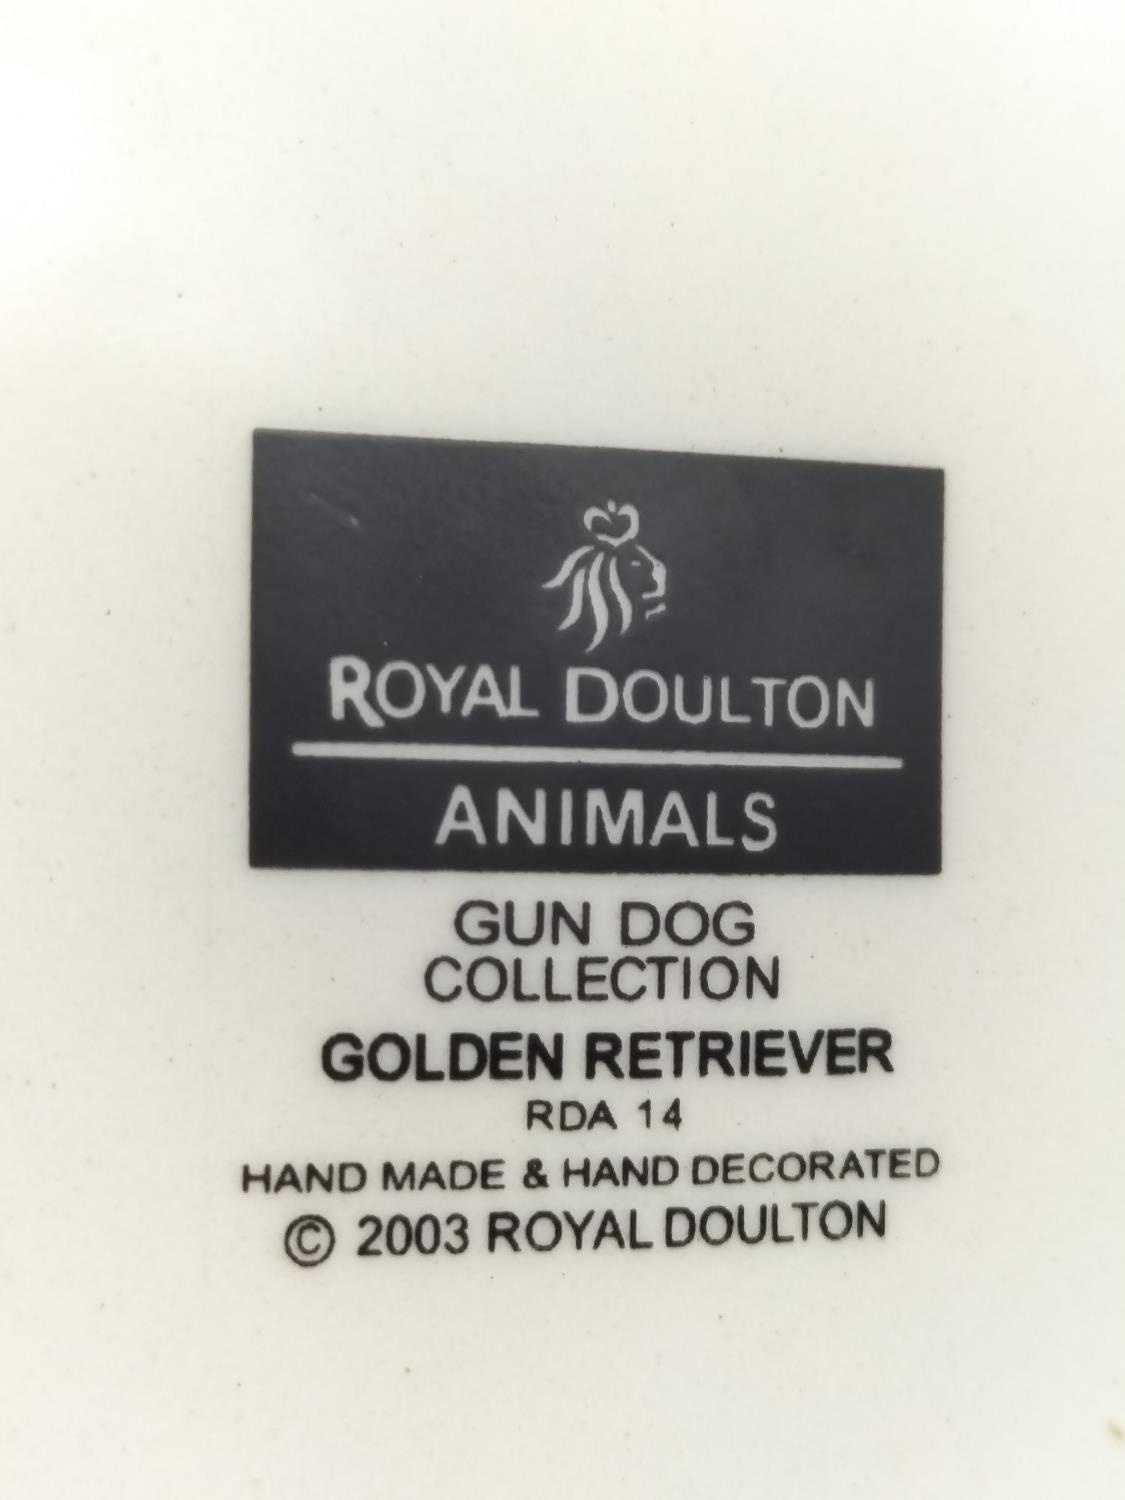 ROYAL DOULTON
ANIMALS
GUN DOG
COLLECTION
GOLDEN RETRIEVER
RDA 14
HAND MADE & HAND DECORATED
© 2003 ROYAL DOULTON